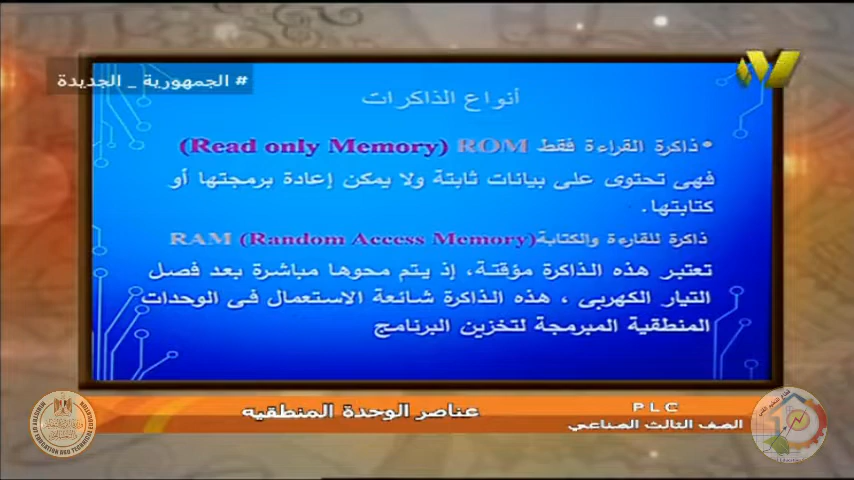 # الجمهورية _ الجديدة
أنواع الذاكرات
•ذاكرة القراءة فقط ROM (Read only Memory)
فهى تحتوى على بيانات ثابتة ولا يمكن إعادة برمجتها أو
كتابتها.
ذاكرة للقارءة والكتابة(Random Access Memory) RAM
تعتبر هذه الذاكرة مؤقتة، إذ يتم محوها مباشرة بعد فصل
التيار الكهربى ، هذه الذاكرة شائعة الاستعمال فى الوحدات
المنطقية المبرمجة لتخزين البرنامج
PLC
عناصر الوحدة المنطقيه
الصف الثالث الصناعي